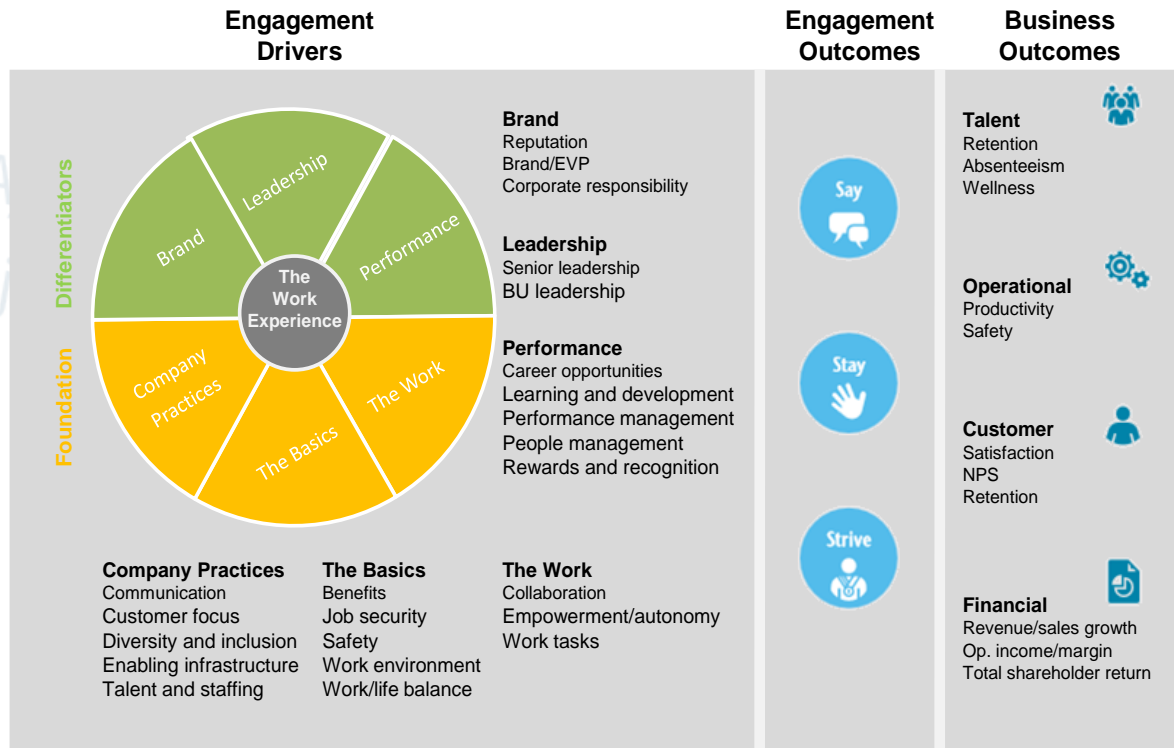 Engagement
Drivers
Engagement
Outcomes
Business
Outcomes
Differentiators
Foundation
Brand
Leadership
Performance
The
Work
Experience
Company
Practices
The Basics
The Work
Brand
Reputation
Brand/EVP
Corporate responsibility
Leadership
Senior leadership
BU leadership
Performance
Career opportunities
Learning and development
Performance management
People management
Rewards and recognition
Company Practices
Communication
Customer focus
Diversity and inclusion
Enabling infrastructure
Talent and staffing
The Basics
Benefits
Job security
Safety
Work environment
Work/life balance
The Work
Collaboration
Empowerment/autonomy
Work tasks
Say
Stay
Strive
Talent
Retention
Absenteeism
Wellness
Operational
Productivity
Safety
Customer
Satisfaction
NPS
Retention
Financial
Revenue/sales growth
Op. income/margin
Total shareholder return